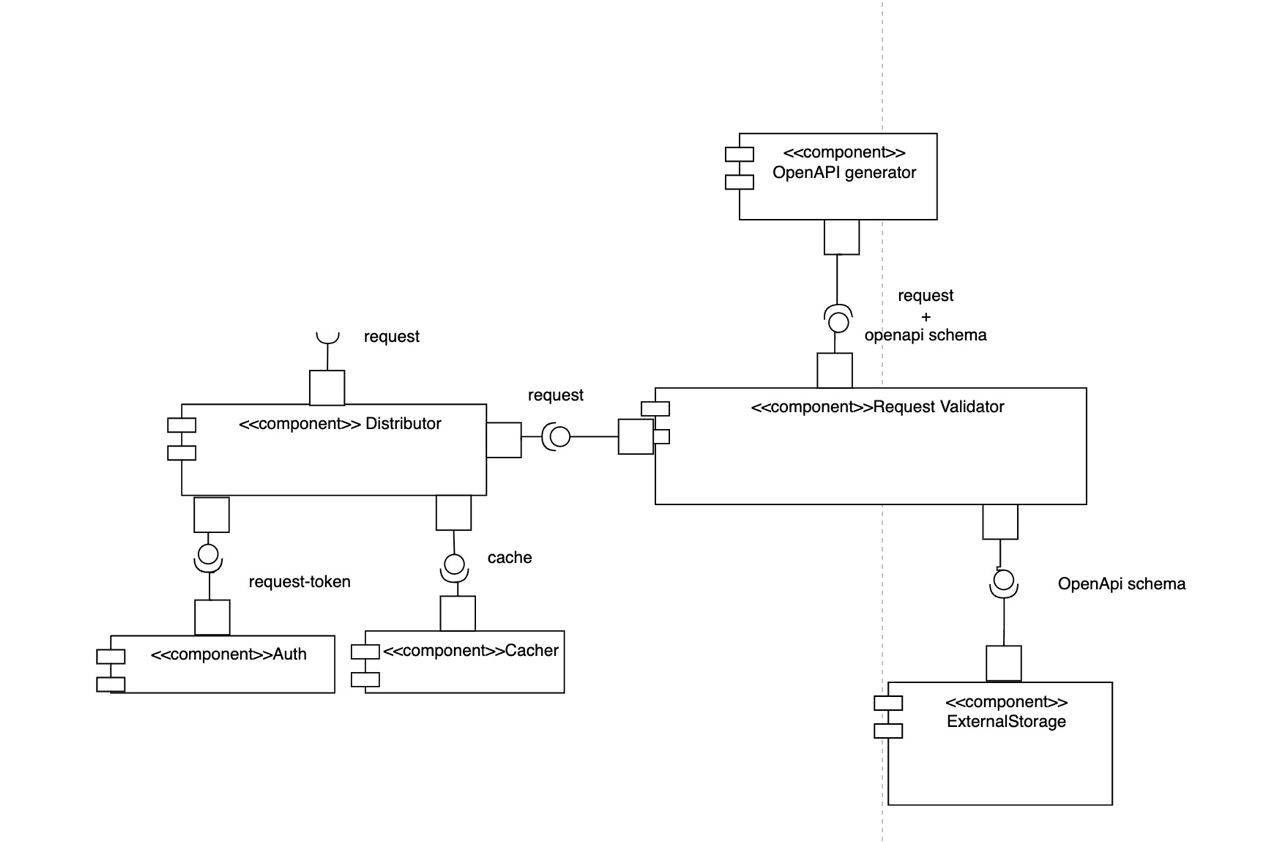 <<component>>
OpenAPI generator
request
+
openapi schema
request
request
<<component>>Request Validator
<<component>> Distributor
cache
request-token
OpenApi schema
<<component>>Auth
<<component>>Cacher
<<component>>
ExternalStorage